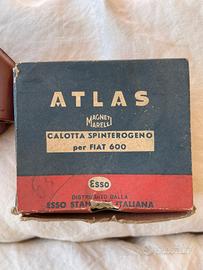 ATLAS
MAGNETI
MARELLI
CALOTTA SPINTEROGENO
per FIAT 600
Esso
DISTRIBUITO DALLA
ESSO STANDARD ITALIANA